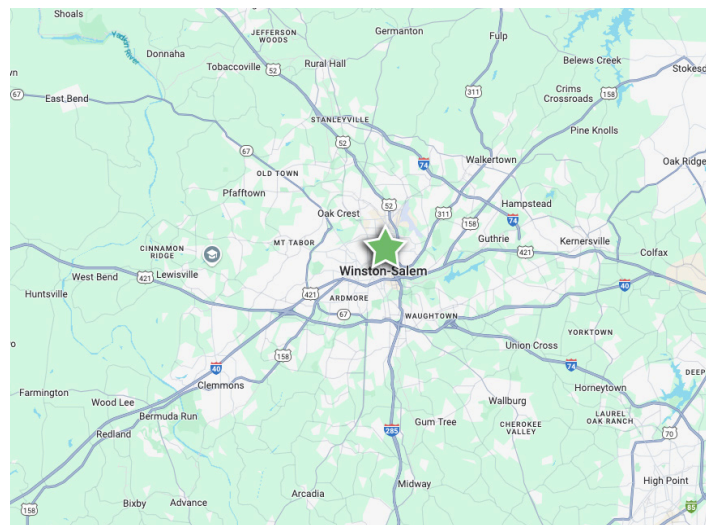 Shoals
JEFFERSON
WOODS
Germanton
Fulp
Yadkin River
Donnaha
Belews Creek
Tobaccoville
52
Rural Hall
Stokesd
67
East Bend
311
Crims
Crossroads
158
STANLEYVILLE
Pine Knolls
52
67
74
Walkertown
Oak Ridge
OLD TOWN
Pfafftown
52
Hampstead
Oak Crest
311
158
74
CINNAMON
RIDGE
MT TABOR
Guthrie
421
Kernersville
Colfax
West Bend
421
Lewisville
Winston-Salem
40
Huntsville
421
ARDMORE
67
WAUGHTOWN
YORKTOWN
158
Union Cross
40
74
DEEP
Farmington
Clemmons
Horneytown
Wood Lee
Wallburg
Bermuda Run
Gum Tree
LAUREL
OAK RANCH
CHEROKEE
VALLEY
Redland
285
70
High Point
Midway
Arcadia
158
Bixby
Advance
85